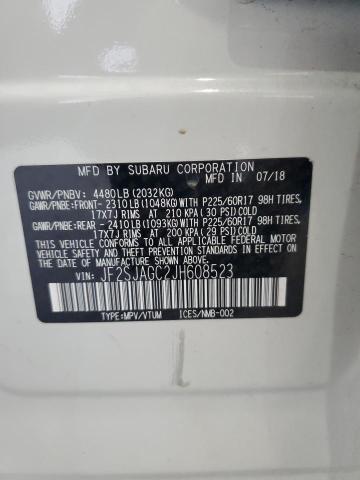 MFD BY SUBARU CORPORATION
MFD IN 07/18
GVWR/PNBV: 4480LB (2032KG)
GAWR/PNBE:FRONT- 2310LB (1048KG) WITH P225/60R17 98H TIRES,
17X7J RIMS AT 210 KPA (30 PSI) COLD
GAWR/PNBE:REAR - 2410LB (1093KG) WITH P225/60R17 98H TIRES,
17X7J RIMS AT 200 KPA (29 PSI) COLD
THIS VEHICLE CONFORMS TO ALL APPLICABLE FEDERAL MOTOR
VEHICLE SAFETY STANDARDS IN EFFECT ON THE DATE OF
MANUFACTURE SHOWN ABOVE.
VIN: JF2SJAGC2JH608523
TYPE:MPV/VTUM ICES/NMB-002